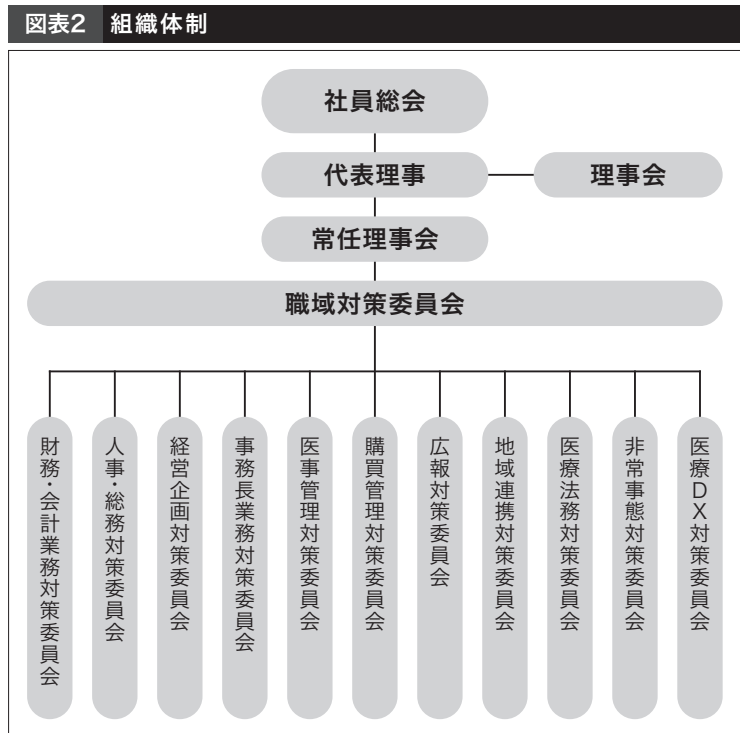 図表2 組織体制
社員総会
代表理事
理事会
常任理事会
職域対策委員会
財務・会計業務対策委員会
人事・総務対策委員会
経営企画対策委員会
事務長業務対策委員会
医事管理対策委員会
購買管理対策委員会
広報対策委員会
地域連携対策委員会
医療法務対策委員会
非常事態対策委員会
医療DX対策委員会